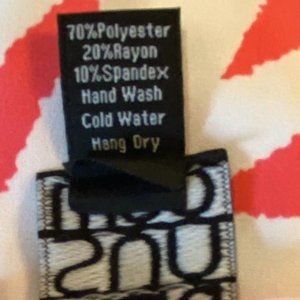 70%Polyester
20%Rayon
10%Spandex
Hand Wash
Cold Water
Hang Dry